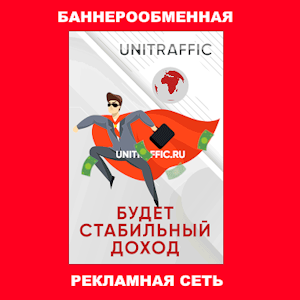 БАННЕРООБМЕННАЯ
UNITRAFFIC
UNITRAFFIC.RU
БУДЕТ
СТАБИЛЬНЫЙ
ДОХОД
РЕКЛАМНАЯ СЕТЬ